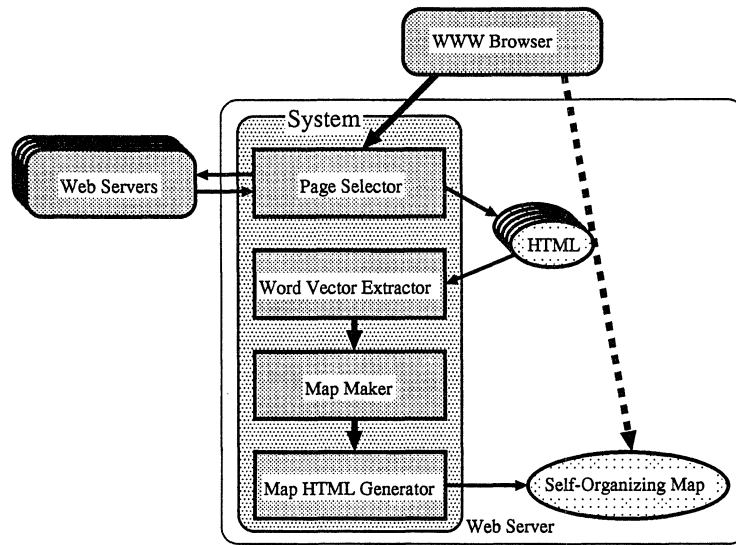 WWW Browser
System
Web Servers
Page Selector
HTML
Word Vector Extractor
Map Maker
Map HTML Generator
Self-Organizing Map
Web Server